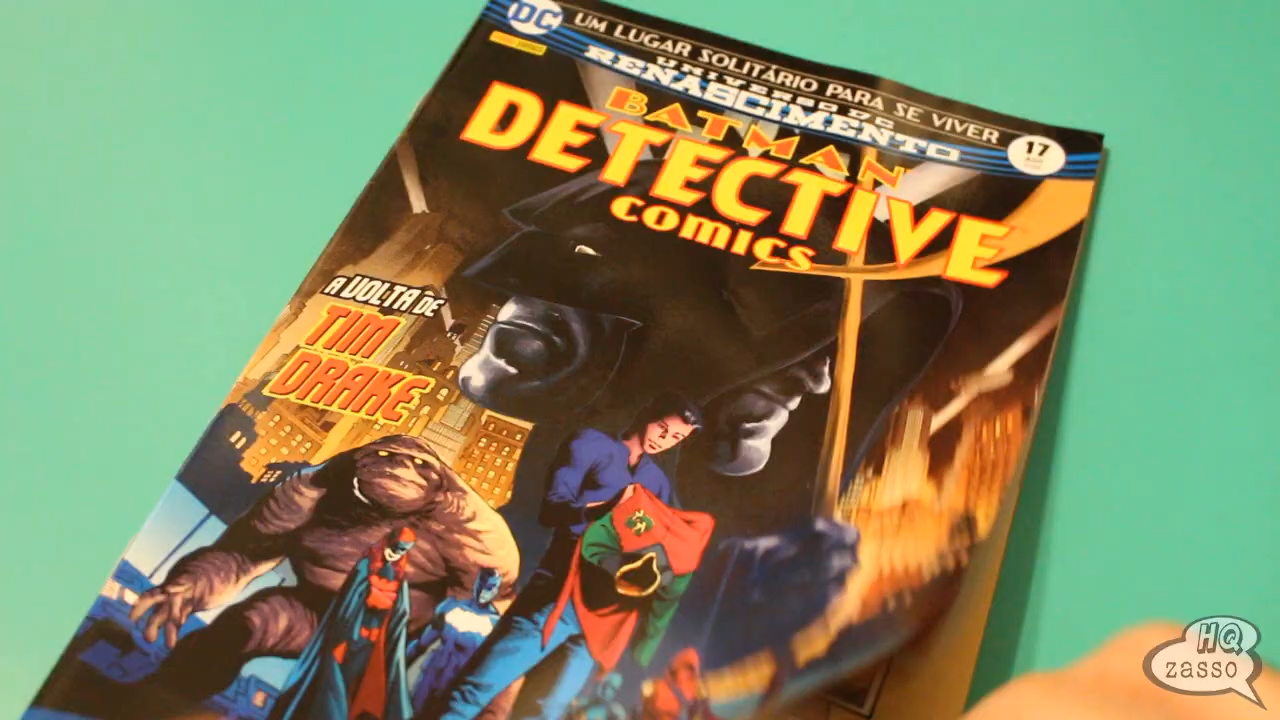 DC
UM LUGAR SOLITÁRIO PARA SE VIVER
UNIVERSO DC
RENASCIMENTO
17
BATMAN
DETECTIVE
COMICS
A VOLTA DE
TIM
DRAKE
HQ
zasso